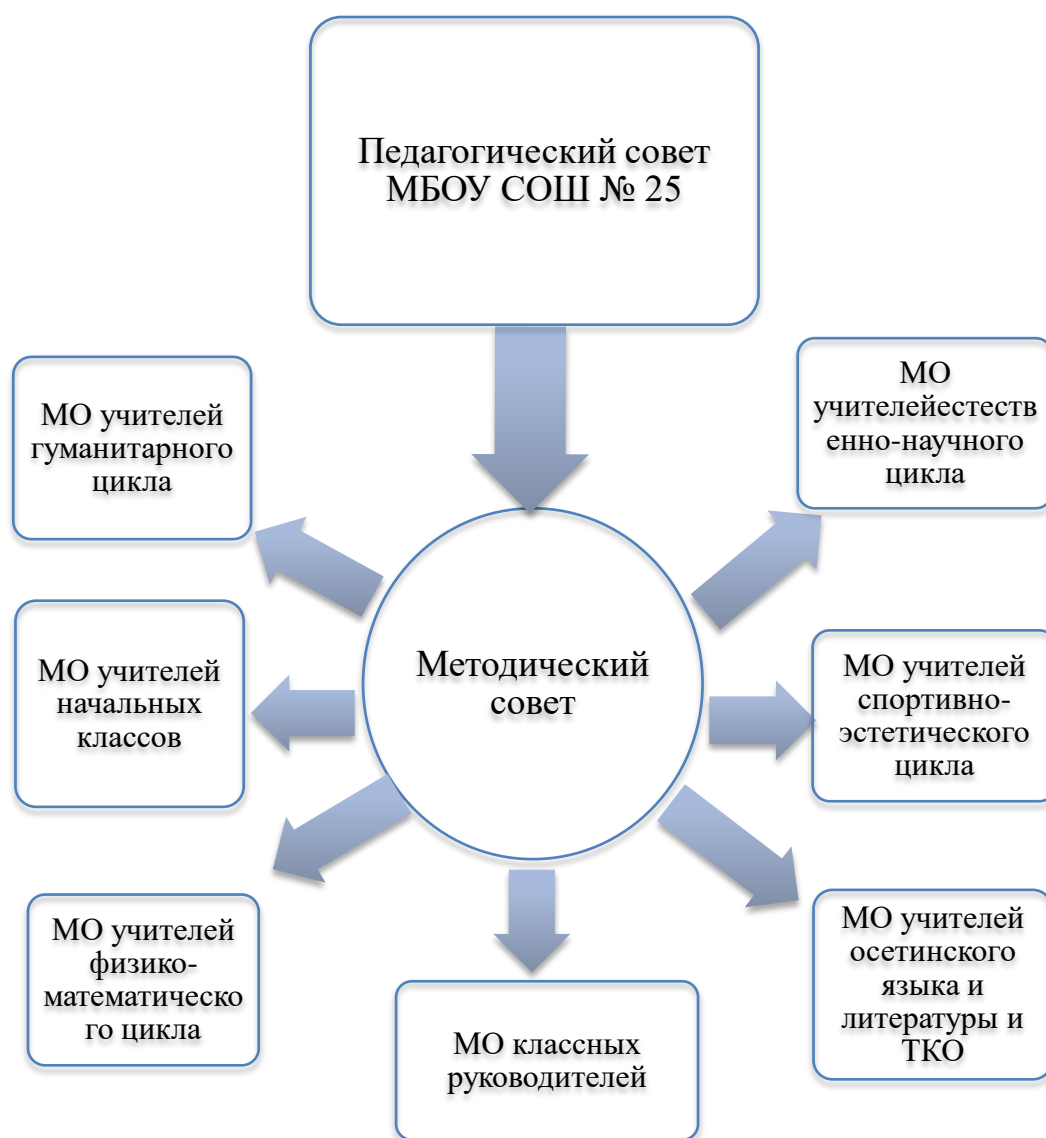 Педагогический совет
МБОУ СОШ № 25
МО учителей
гуманитарного
цикла
МО
учителейестеств
енно-научного
цикла
МО учителей
начальных
классов
Методический
совет
МО учителей
спортивно-
эстетического
цикла
МО учителей
физико-
математическо
го цикла
МО классных
руководителей
МО учителей
осетинского
языка и
литературы и
ТКО